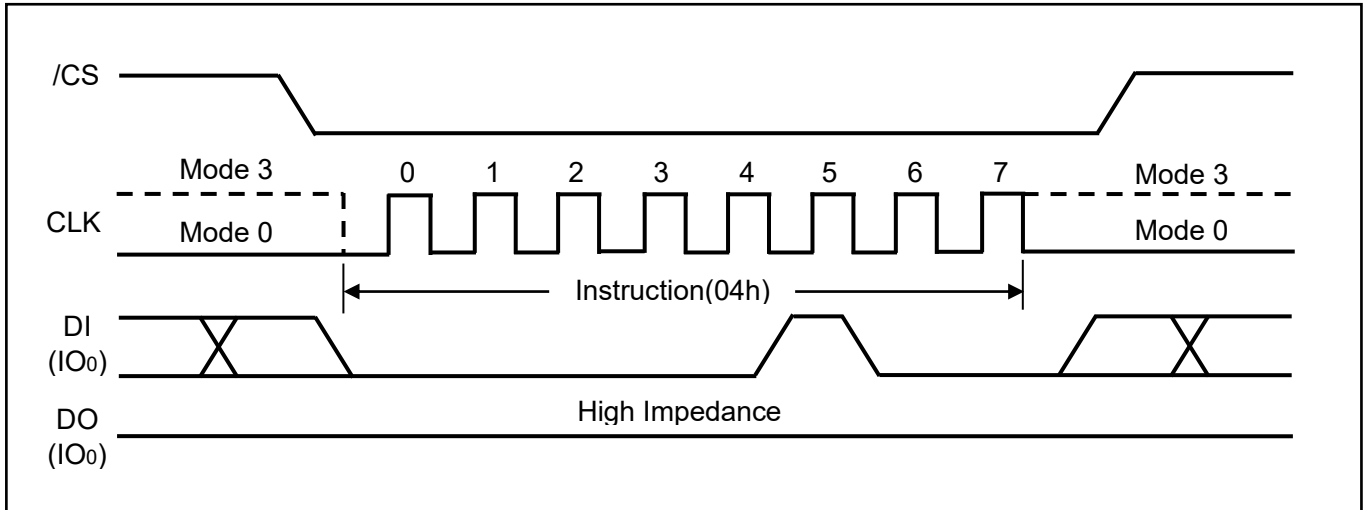 /CS
Mode 3
0 1 2 3 4 5 6 7
Mode 3
CLK
Mode 0
Mode 0
Instruction(04h)
DI
(IO0)
High Impedance
DO
(IO0)